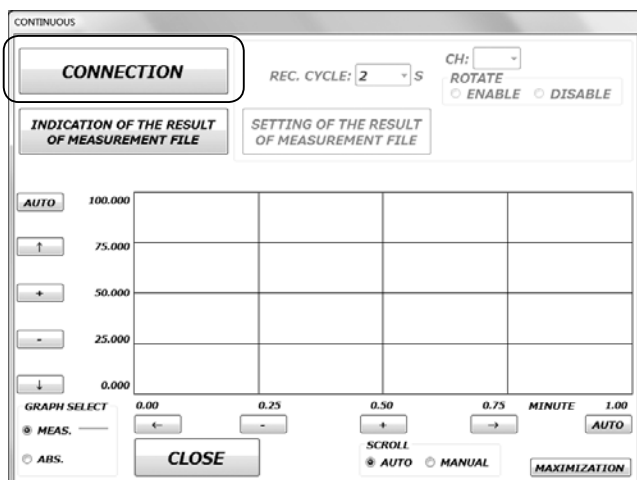 CONTINUOUS
CONNECTION
REC. CYCLE: 2 S
CH:
ROTATE
ENABLE DISABLE
INDICATION OF THE RESULT
OF MEASUREMENT FILE
SETTING OF THE RESULT
OF MEASUREMENT FILE
AUTO 100.000
↑ 75.000
+ 50.000
- 25.000
↓ 0.000
GRAPH SELECT 0.00 0.25 0.50 0.75 MINUTE 1.00
MEAS. ← - + → AUTO
ABS.
CLOSE
SCROLL
AUTO MANUAL
MAXIMIZATION